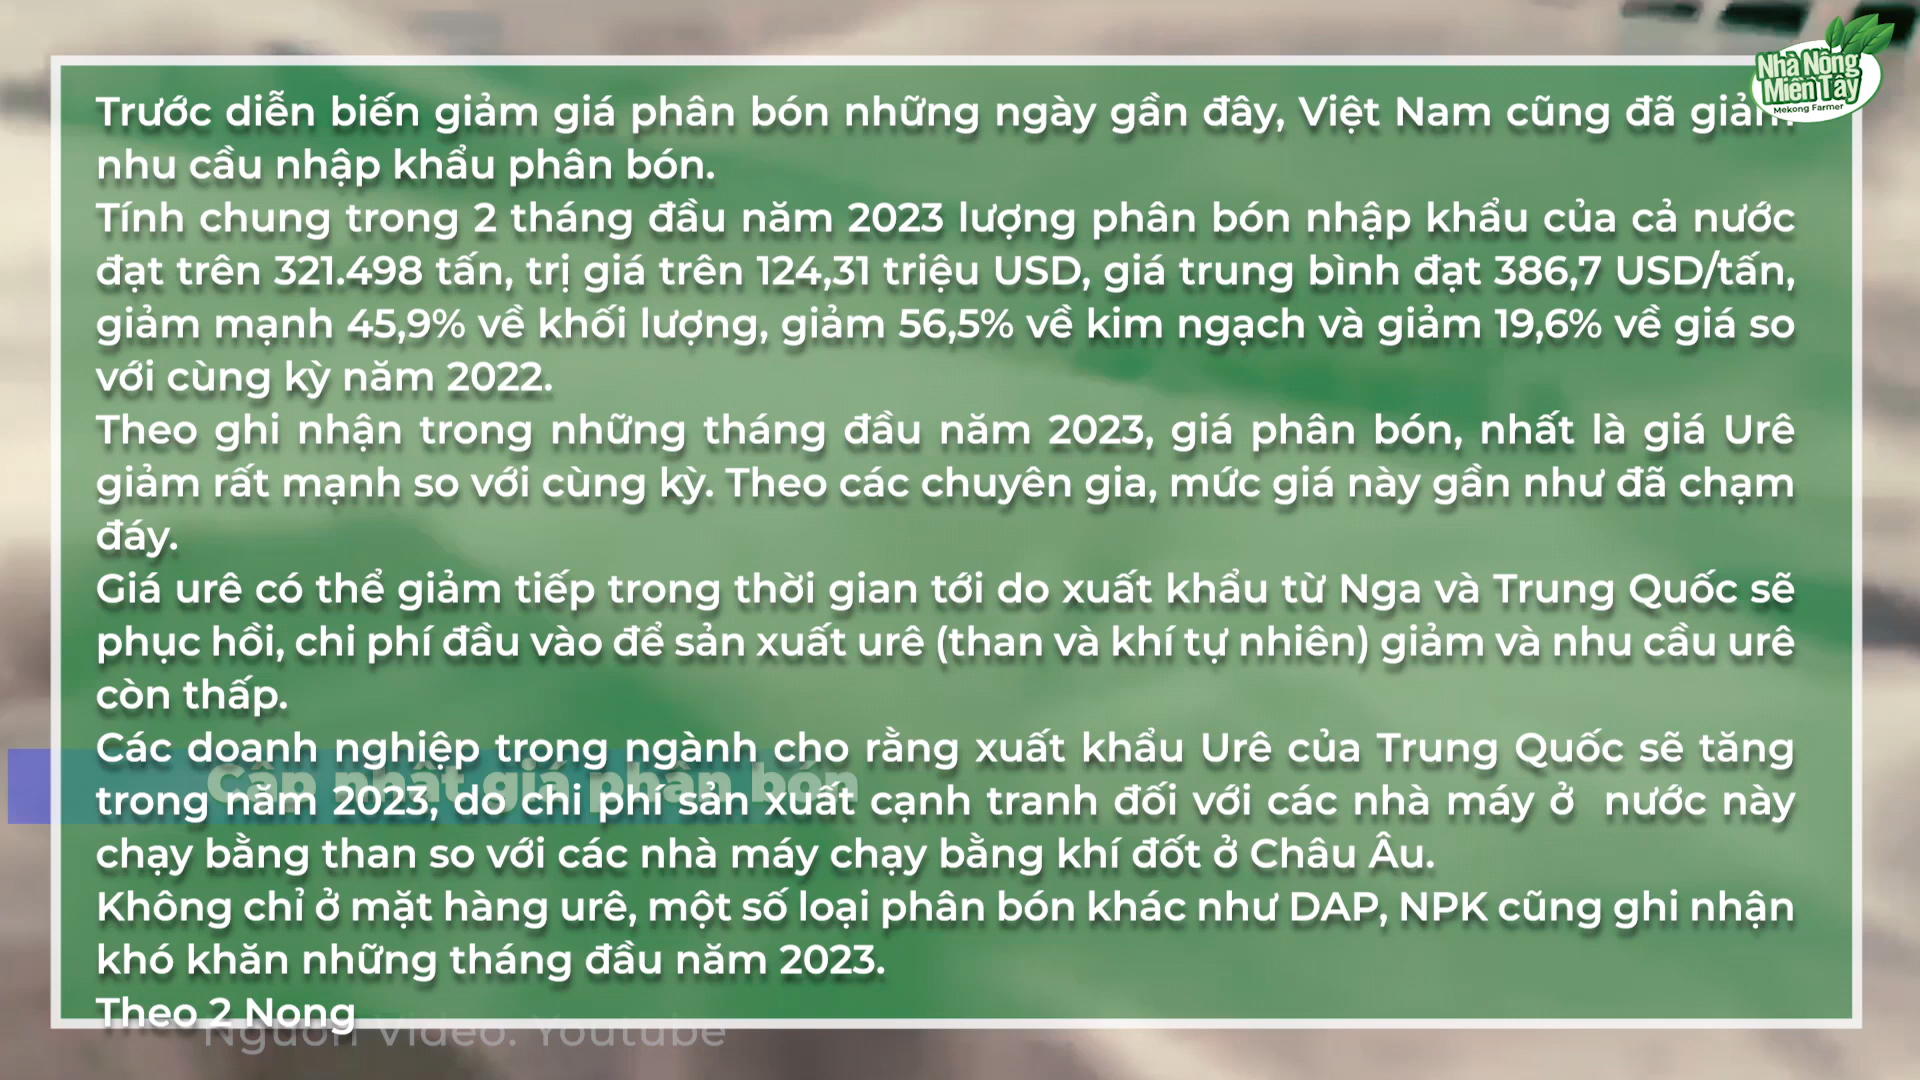 Nhà Nông
Miền Tây
Mekong Farmer
Trước diễn biến giảm giá phân bón những ngày gần đây, Việt Nam cũng đã giảm
nhu cầu nhập khẩu phân bón.
Tính chung trong 2 tháng đầu năm 2023 lượng phân bón nhập khẩu của cả nước
đạt trên 321.498 tấn, trị giá trên 124,31 triệu USD, giá trung bình đạt 386,7 USD/tấn,
giảm mạnh 45,9% về khối lượng, giảm 56,5% về kim ngạch và giảm 19,6% về giá so
với cùng kỳ năm 2022.
Theo ghi nhận trong những tháng đầu năm 2023, giá phân bón, nhất là giá Urê
giảm rất mạnh so với cùng kỳ. Theo các chuyên gia, mức giá này gần như đã chạm
đáy.
Giá urê có thể giảm tiếp trong thời gian tới do xuất khẩu từ Nga và Trung Quốc sẽ
phục hồi, chi phí đầu vào để sản xuất urê (than và khí tự nhiên) giảm và nhu cầu urê
còn thấp.
Các doanh nghiệp trong ngành cho rằng xuất khẩu Urê của Trung Quốc sẽ tăng
Cập nhật giá phân bón
trong năm 2023, do chi phí sản xuất cạnh tranh đối với các nhà máy ở nước này
chạy bằng than so với các nhà máy chạy bằng khí đốt ở Châu Âu.
Không chỉ ở mặt hàng urê, một số loại phân bón khác như DAP, NPK cũng ghi nhận
khó khăn những tháng đầu năm 2023.
Theo 2 Nong
Nguồn Video: Youtube